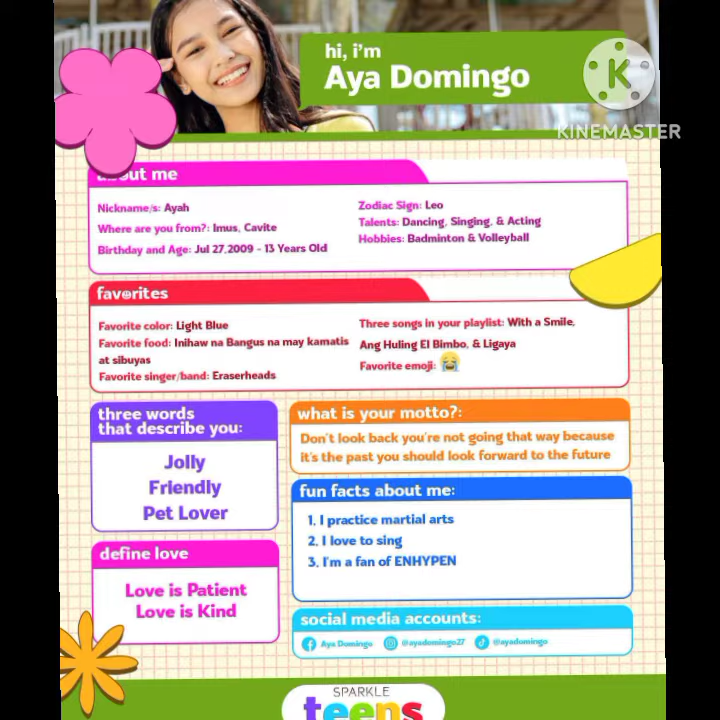 hi, i'm
Aya Domingo
KINEMASTER
about me
Nickname/s: Ayah
Where are you from?: Imus, Cavite
Birthday and Age: Jul 27,2009 - 13 Years Old
Zodiac Sign: Leo
Talents: Dancing, Singing, & Acting
Hobbies: Badminton & Volleyball
favorites
Favorite color: Light Blue
Favorite food: Inihaw na Bangus na may kamatis
at sibuyas
Favorite singer/band: Eraserheads
Three songs in your playlist: With a Smile,
Ang Huling El Bimbo, & Ligaya
Favorite emoji: 😭
three words
that describe you:
Jolly
Friendly
Pet Lover
define love
Love is Patient
Love is Kind
what is your motto?:
Don't look back you're not going that way because
it's the past you should look forward to the future
fun facts about me:
1. I practice martial arts
2. I love to sing
3. I'm a fan of ENHYPEN
social media accounts:
Aya Domingo @ayadomingo27 @ayadomingo
SPARKLE
teens